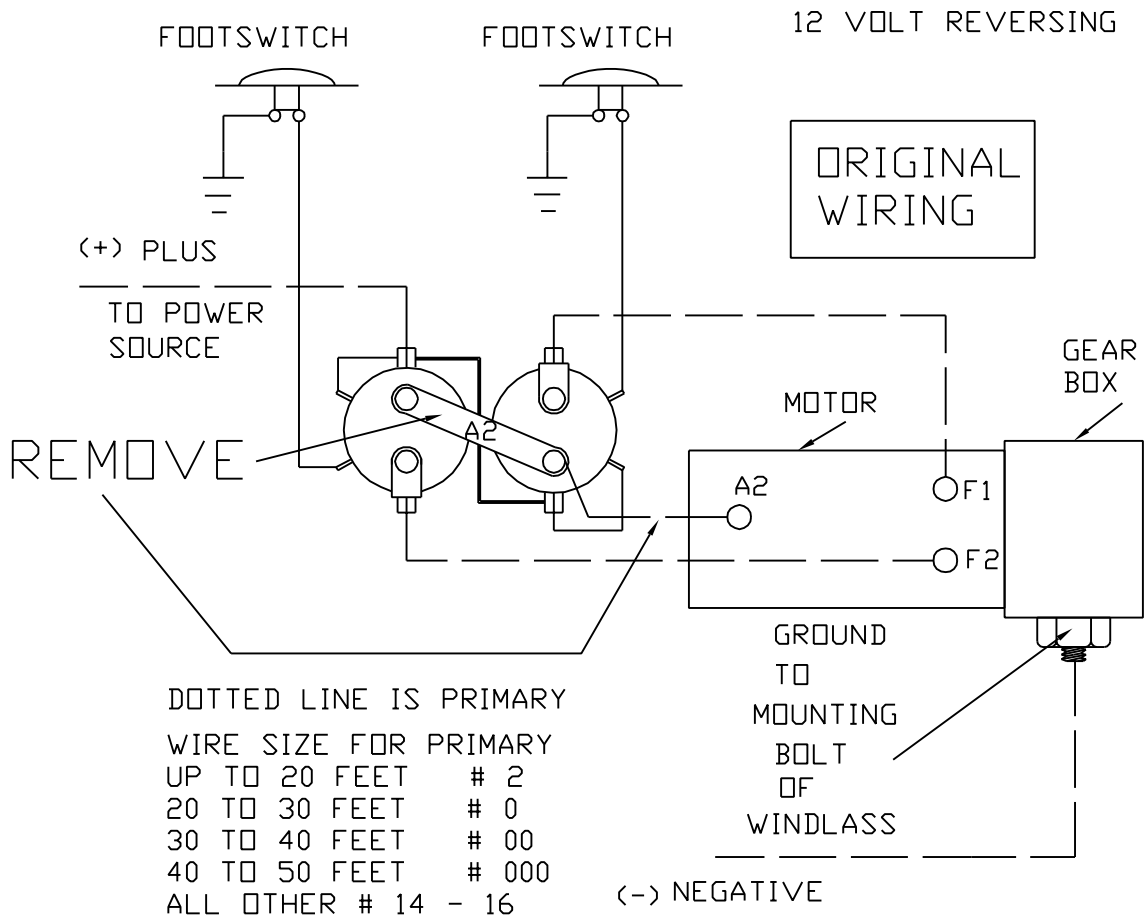 12 VOLT REVERSING
FOOTSWITCH
FOOTSWITCH
ORIGINAL
WIRING
(+) PLUS
TO POWER
SOURCE
GEAR
BOX
MOTOR
REMOVE
A2
A2
F1
F2
GROUND
TO
MOUNTING
BOLT
OF
WINDLASS
DOTTED LINE IS PRIMARY
WIRE SIZE FOR PRIMARY
UP TO 20 FEET # 2
20 TO 30 FEET # 0
30 TO 40 FEET # 00
40 TO 50 FEET # 000
ALL OTHER # 14 - 16
(-) NEGATIVE